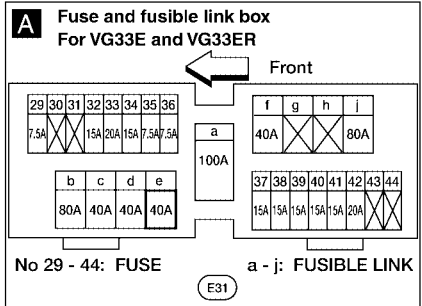 A
Fuse and fusible link box
For VG33E and VG33ER
Front
29 30 31 32 33 34 35 36
7.5A 15A 20A 15A 7.5A 7.5A
a
100A
f g h j
40A 80A
b c d e
80A 40A 40A 40A
37 38 39 40 41 42 43 44
15A 15A 15A 15A 15A 20A
No 29 - 44: FUSE
a - j: FUSIBLE LINK
E31